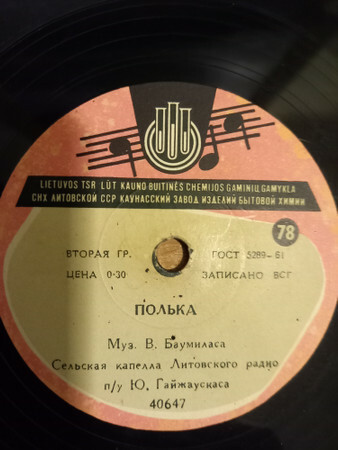 LIETUVOS TSR LŪT KAUNO BUITINĖS CHEMIJOS GAMINIŲ GAMYKLA
СНХ ЛИТОВСКОЙ ССР КАУНАССКИЙ ЗАВОД ИЗДЕЛИЙ БЫТОВОЙ ХИМИИ
78
ВТОРАЯ ГР. ГОСТ 5289-61
ЦЕНА 0-30 ЗАПИСАНО ВСГ
ПОЛЬКА
Муз. В. Баумиласа
Сельская капелла Литовского радио
п/у Ю. Гайжаускаса
40647